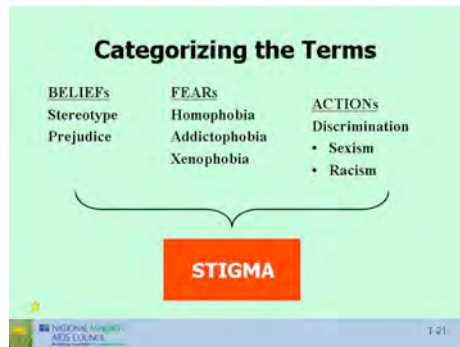 Categorizing the Terms
BELIEFs
Stereotype
Prejudice
FEARs
Homophobia
Addictophobia
Xenophobia
ACTIONs
Discrimination
• Sexism
• Racism
STIGMA
NATIONAL MINORITY
AIDS COUNCIL
1-21